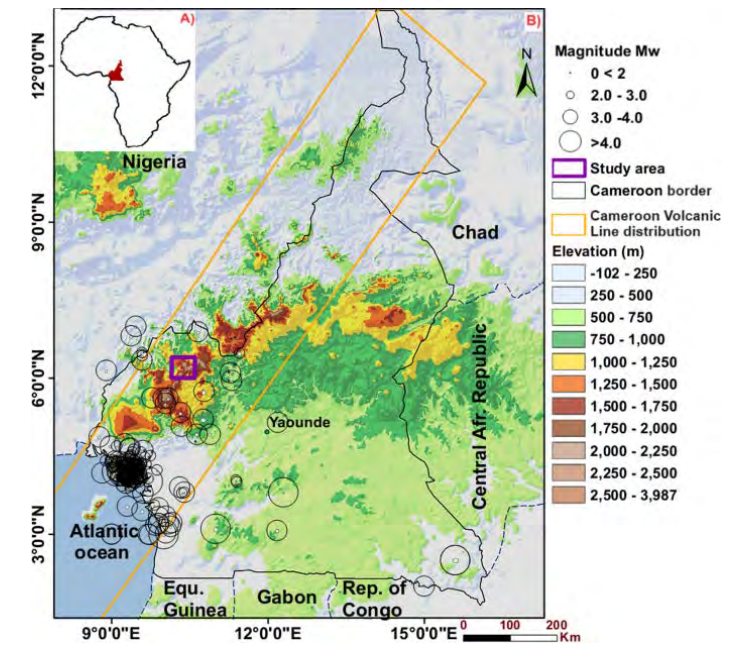 A)
B)
N
Nigeria
Chad
Central Afr. Republic
Yaounde
Atlantic
ocean
Equ.
Guinea
Gabon
Rep. of
Congo
12°0'0"N
9°0'0"N
6°0'0"N
3°0'0"N
9°0'0"E
12°0'0"E
15°0'0"E
0
100
200
Km
Magnitude Mw
0 < 2
2.0 - 3.0
3.0 -4.0
>4.0
Study area
Cameroon border
Cameroon Volcanic
Line distribution
Elevation (m)
-102 - 250
250 - 500
500 - 750
750 - 1,000
1,000 - 1,250
1,250 - 1,500
1,500 - 1,750
1,750 - 2,000
2,000 - 2,250
2,250 - 2,500
2,500 - 3,987